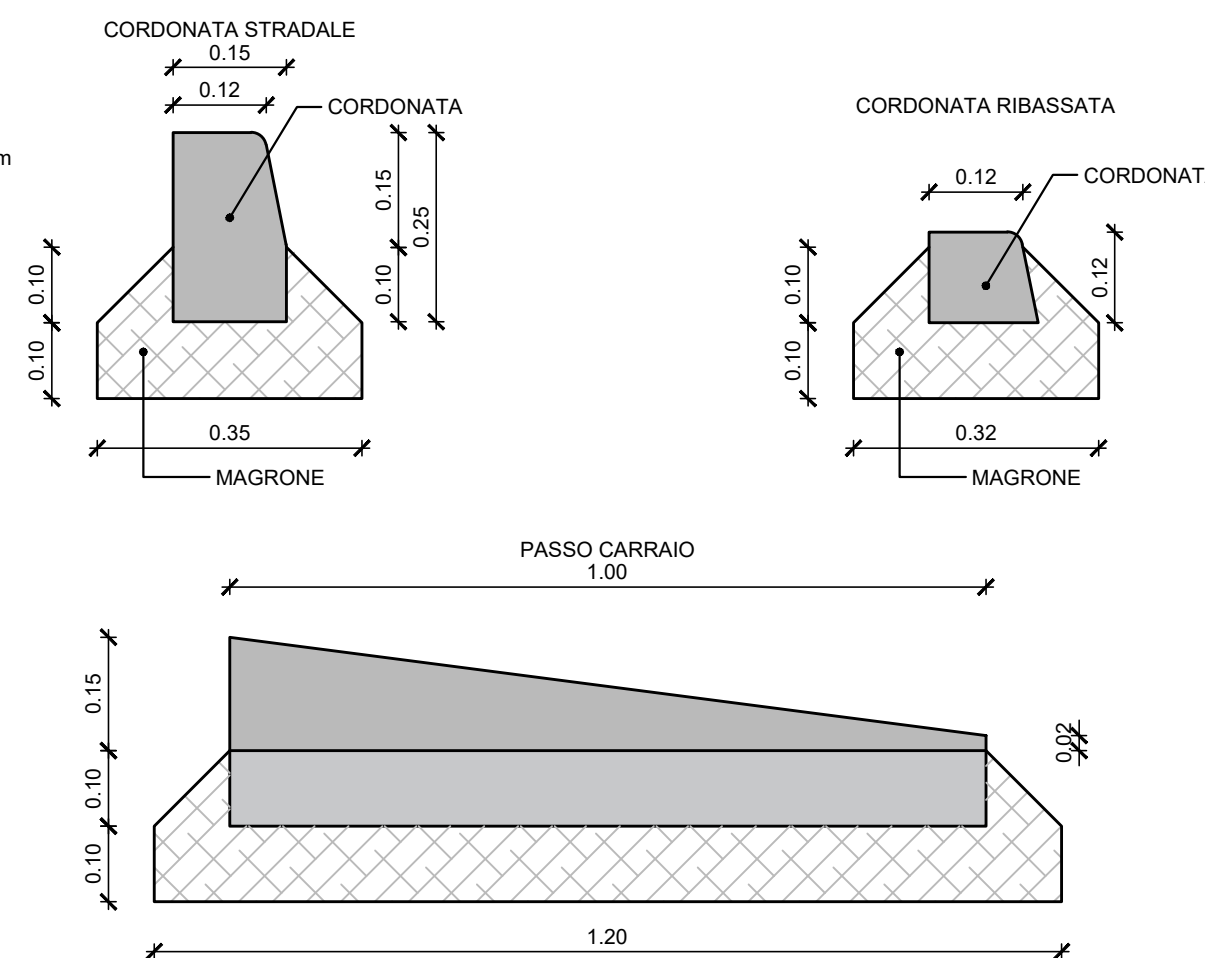 CORDONATA STRADALE
0.15
0.12
CORDONATA
m
0.15
0.25
0.10
0.10
0.10
0.35
MAGRONE
CORDONATA RIBASSATA
0.12
CORDONAT
0.10
0.12
0.10
0.32
MAGRONE
PASSO CARRAIO
1.00
0.15
0.02
0.10
0.10
1.20